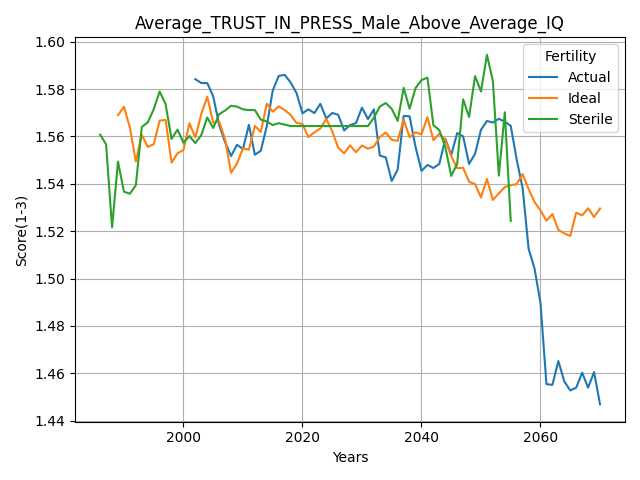 Average_TRUST_IN_PRESS_Male_Above_Average_IQ
Fertility
Actual
Ideal
Sterile
1.60
1.58
1.56
1.54
1.52
1.50
1.48
1.46
1.44
Score(1-3)
2000
2020
2040
2060
Years